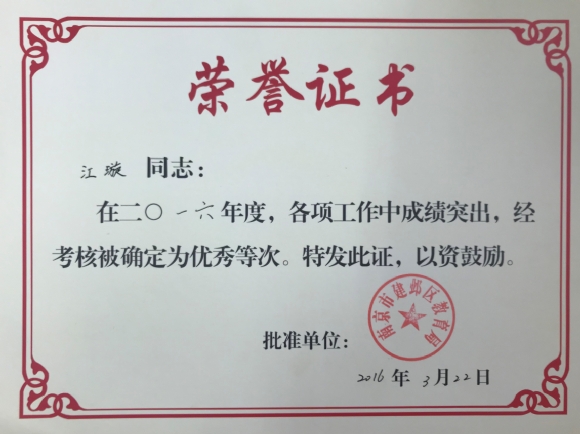 荣誉证书
江璇 同志：
在二〇一六年度，各项工作中成绩突出，经
考核被确定为优秀等次。特发此证，以资鼓励。
南京市建邺区教育局
批准单位：
2016 年 3 月 22 日